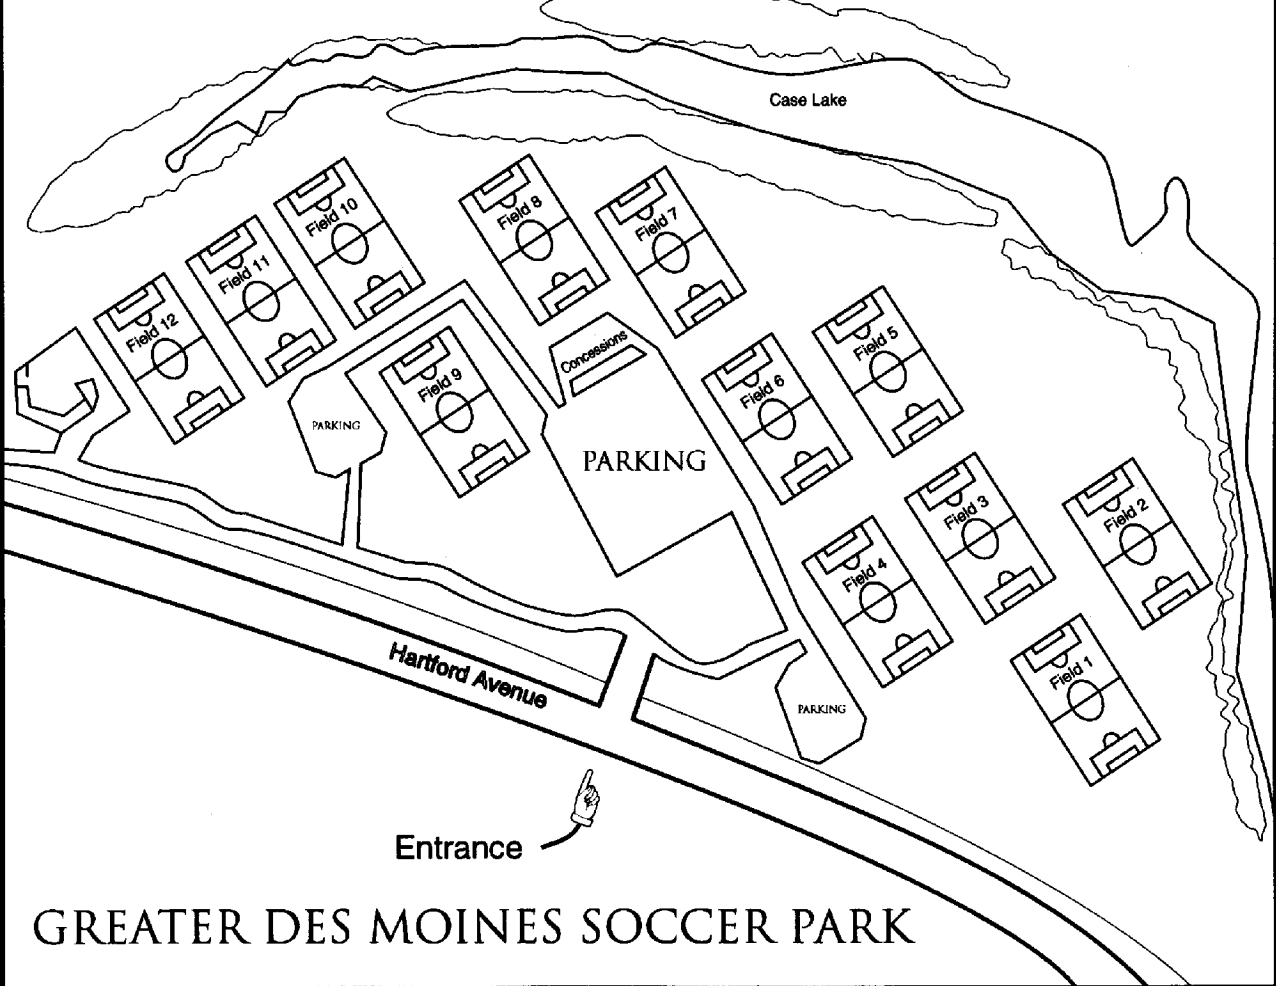 Case Lake
Field 10
Field 8
Field 7
Field 11
Field 12
Field 5
Concessions
Field 9
Field 6
PARKING
PARKING
Field 3
Field 2
Field 4
Hartford Avenue
Field 1
PARKING
Entrance
GREATER DES MOINES SOCCER PARK